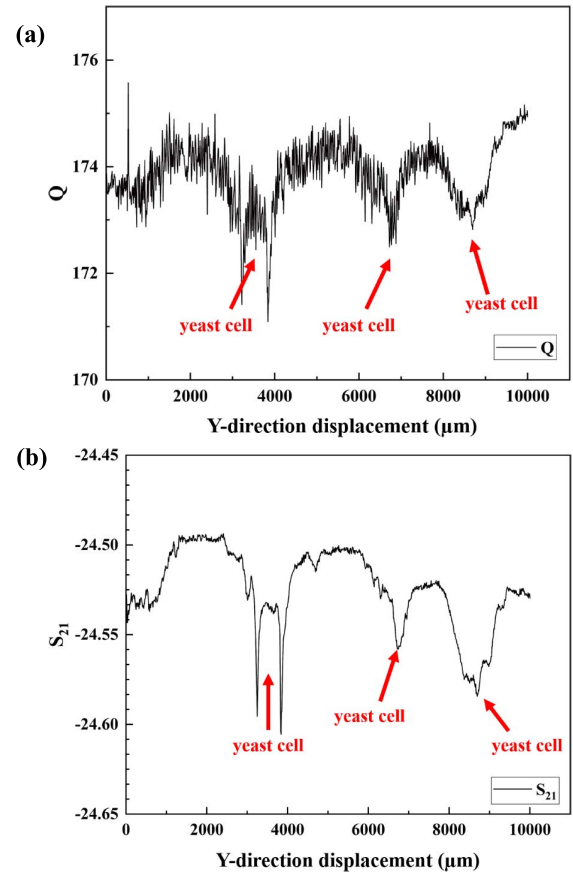 (a)
176
174
172
170
Q
yeast cell
yeast cell
yeast cell
Q
0 2000 4000 6000 8000 10000
Y-direction displacement (μm)
(b)
-24.45
-24.50
-24.55
-24.60
-24.65
S21
yeast cell
yeast cell
yeast cell
S21
0 2000 4000 6000 8000 10000
Y-direction displacement (μm)